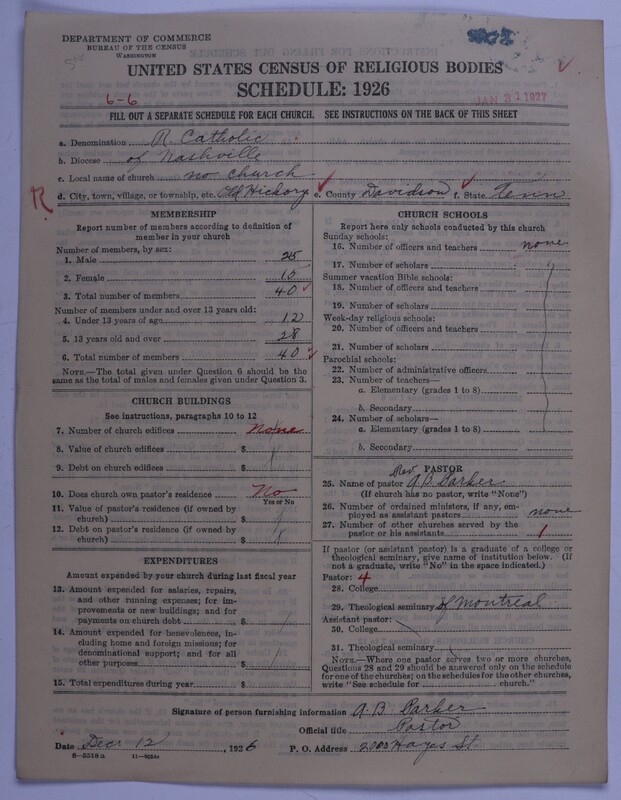 DEPARTMENT OF COMMERCE
BUREAU OF THE CENSUS
WASHINGTON
UNITED STATES CENSUS OF RELIGIOUS BODIES
SCHEDULE: 1926
6-6
JAN 31 1927
FILL OUT A SEPARATE SCHEDULE FOR EACH CHURCH. SEE INSTRUCTIONS ON THE BACK OF THIS SHEET
a. Denomination R. Catholic
b. Diocese of Nashville
c. Local name of church no church
d. City, town, village, or township, etc. Old Hickory e. County Davidson f. State Tenn
R
MEMBERSHIP
Report number of members according to definition of
member in your church
Number of members, by sex:
1. Male 25
2. Female 15
3. Total number of members 40
Number of members under and over 13 years old:
4. Under 13 years of age 12
5. 13 years old and over 28
6. Total number of members 40
NOTE.—The total given under Question 6 should be the
same as the total of males and females given under Question 3.
CHURCH BUILDINGS
See instructions, paragraphs 10 to 12
7. Number of church edifices None
8. Value of church edifices $
9. Debt on church edifices $
10. Does church own pastor's residence No
Yes or No
11. Value of pastor's residence (if owned by
church) $
12. Debt on pastor's residence (if owned by
church) $
EXPENDITURES
Amount expended by your church during last fiscal year
13. Amount expended for salaries, repairs,
and other running expenses; for im-
provements or new buildings; and for
payments on church debt $
14. Amount expended for benevolences, in-
cluding home and foreign missions; for
denominational support; and for all
other purposes $
15. Total expenditures during year $
CHURCH SCHOOLS
Report here only schools conducted by this church
Sunday schools:
16. Number of officers and teachers none
17. Number of scholars
Summer vacation Bible schools:
18. Number of officers and teachers
19. Number of scholars
Week-day religious schools:
20. Number of officers and teachers
21. Number of scholars
Parochial schools:
22. Number of administrative officers
23. Number of teachers—
a. Elementary (grades 1 to 8)
b. Secondary
24. Number of scholars—
a. Elementary (grades 1 to 8)
b. Secondary
PASTOR
25. Name of pastor Rev A. B. Parker
(If church has no pastor, write "None")
26. Number of ordained ministers, if any, em-
ployed as assistant pastors none
27. Number of other churches served by the
pastor or his assistants 1
If pastor (or assistant pastor) is a graduate of a college or
theological seminary, give name of institution below. (If
not a graduate, write "No" in the space indicated.)
Pastor: 4
28. College
29. Theological seminary of Montreal
Assistant pastor:
30. College
31. Theological seminary
NOTE.—Where one pastor serves two or more churches,
Questions 28 and 29 should be answered only on the schedule
for one of the churches; on the schedules for the other churches,
write "See schedule for church."
Signature of person furnishing information A. B. Parker
Official title Pastor
Date Dec 12, 1926 P. O. Address 2000 Hayes St.
8-5518a